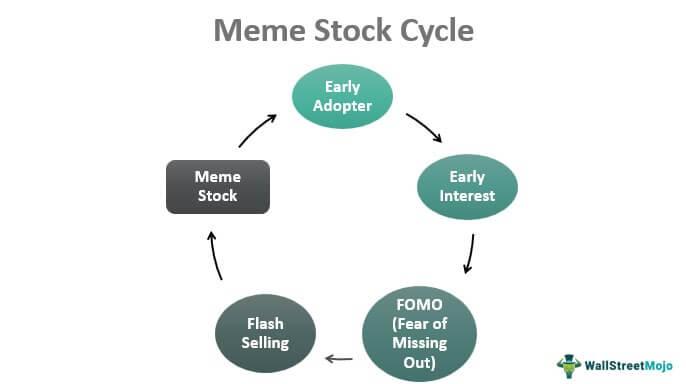 Meme Stock Cycle
Early
Adopter
Early
Interest
FOMO
(Fear of
Missing
Out)
Flash
Selling
Meme
Stock
WallStreetMojo